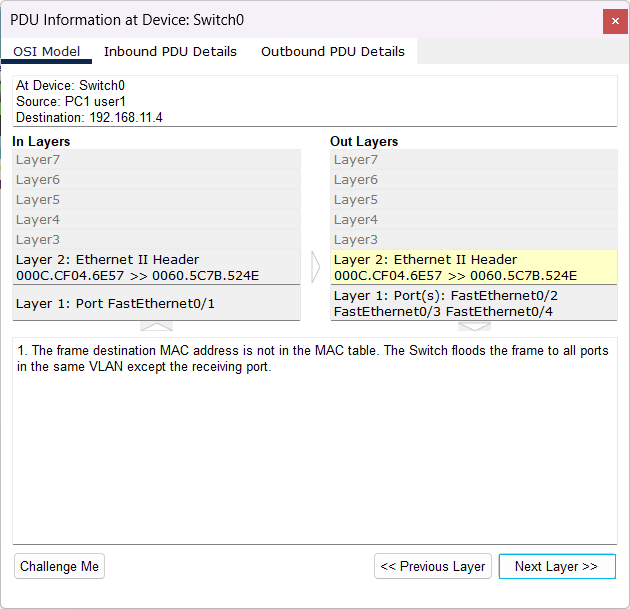 PDU Information at Device: Switch0
OSI Model Inbound PDU Details Outbound PDU Details
At Device: Switch0
Source: PC1 user1
Destination: 192.168.11.4
In Layers
Layer7
Layer6
Layer5
Layer4
Layer3
Layer 2: Ethernet II Header
000C.CF04.6E57 >> 0060.5C7B.524E
Layer 1: Port FastEthernet0/1
Out Layers
Layer7
Layer6
Layer5
Layer4
Layer3
Layer 2: Ethernet II Header
000C.CF04.6E57 >> 0060.5C7B.524E
Layer 1: Port(s): FastEthernet0/2
FastEthernet0/3 FastEthernet0/4
1. The frame destination MAC address is not in the MAC table. The Switch floods the frame to all ports
in the same VLAN except the receiving port.
Challenge Me << Previous Layer Next Layer >>